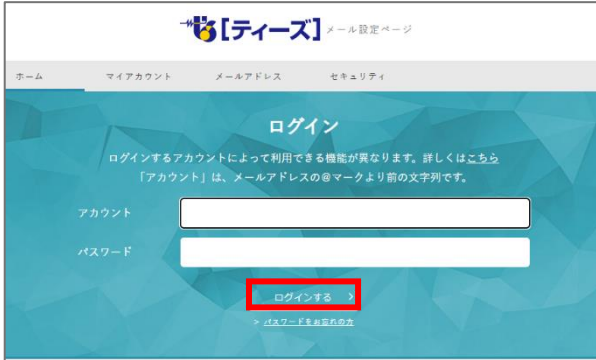 [ティーズ] メール設定ページ
ホーム マイアカウント メールアドレス セキュリティ
ログイン
ログインするアカウントによって利用できる機能が異なります。詳しくはこちら
「アカウント」は、メールアドレスの@マークより前の文字列です。
アカウント
パスワード
ログインする >
> パスワードをお忘れの方